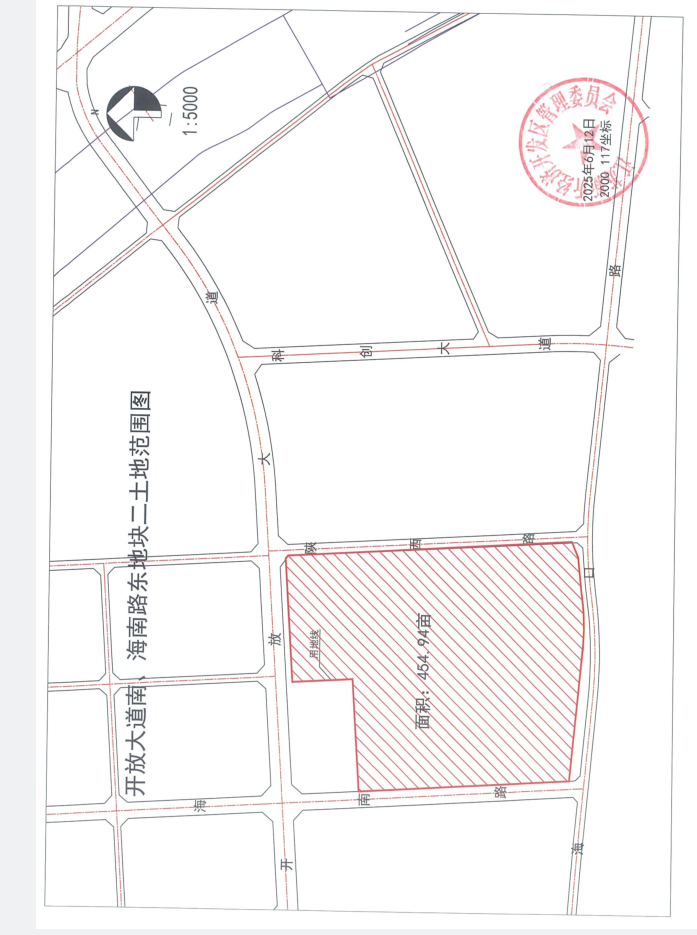 开放大道南、海南路东地块二土地范围图
N
1:5000
开放大道
海南路
陕西路
科创大道
海口路
用地线
面积：454.94亩
经济开发区管理委员会
2025年6月12日
2000 117坐标